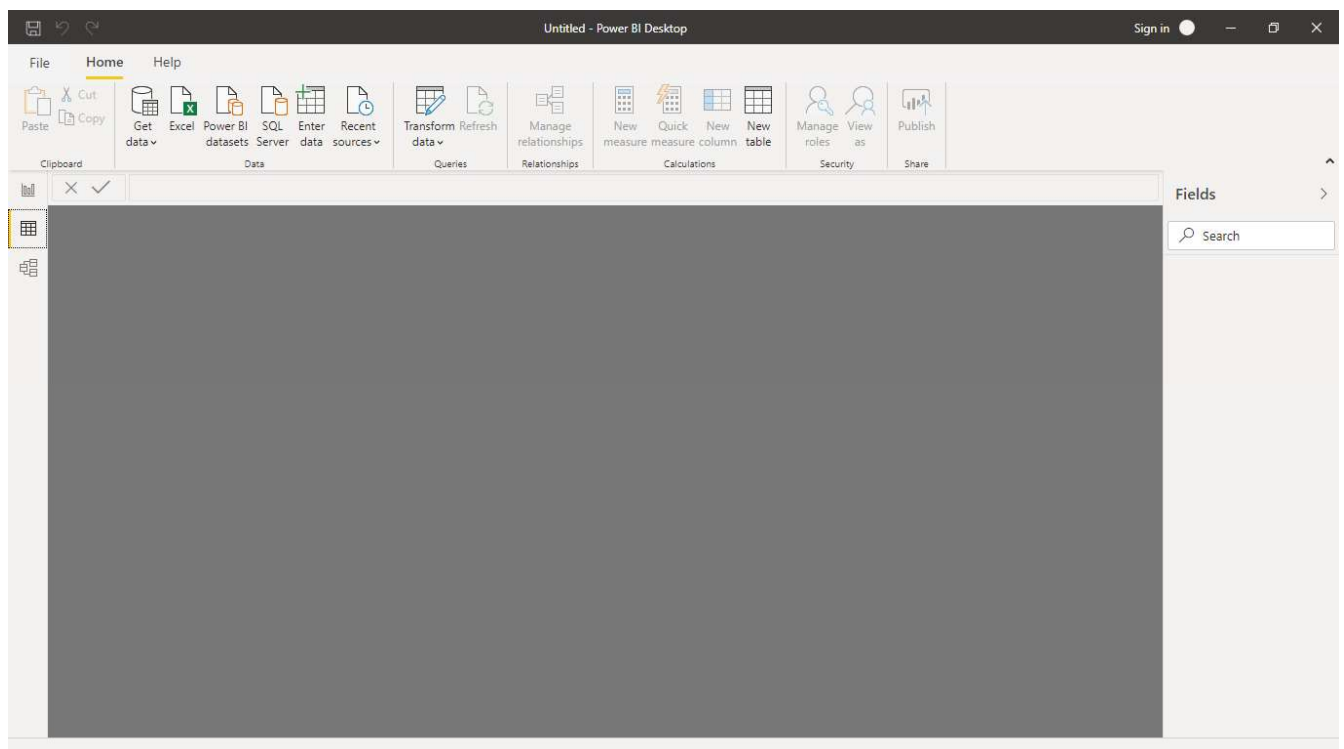 Untitled - Power BI Desktop
Sign in
File Home Help
Paste
Cut
Copy
Get data
Excel
Power BI datasets
SQL Server
Enter data
Recent sources
Transform data
Refresh
Manage relationships
New measure
Quick measure
New column
New table
Manage roles
View as
Publish
Clipboard Data Queries Relationships Calculations Security Share
Fields
Search